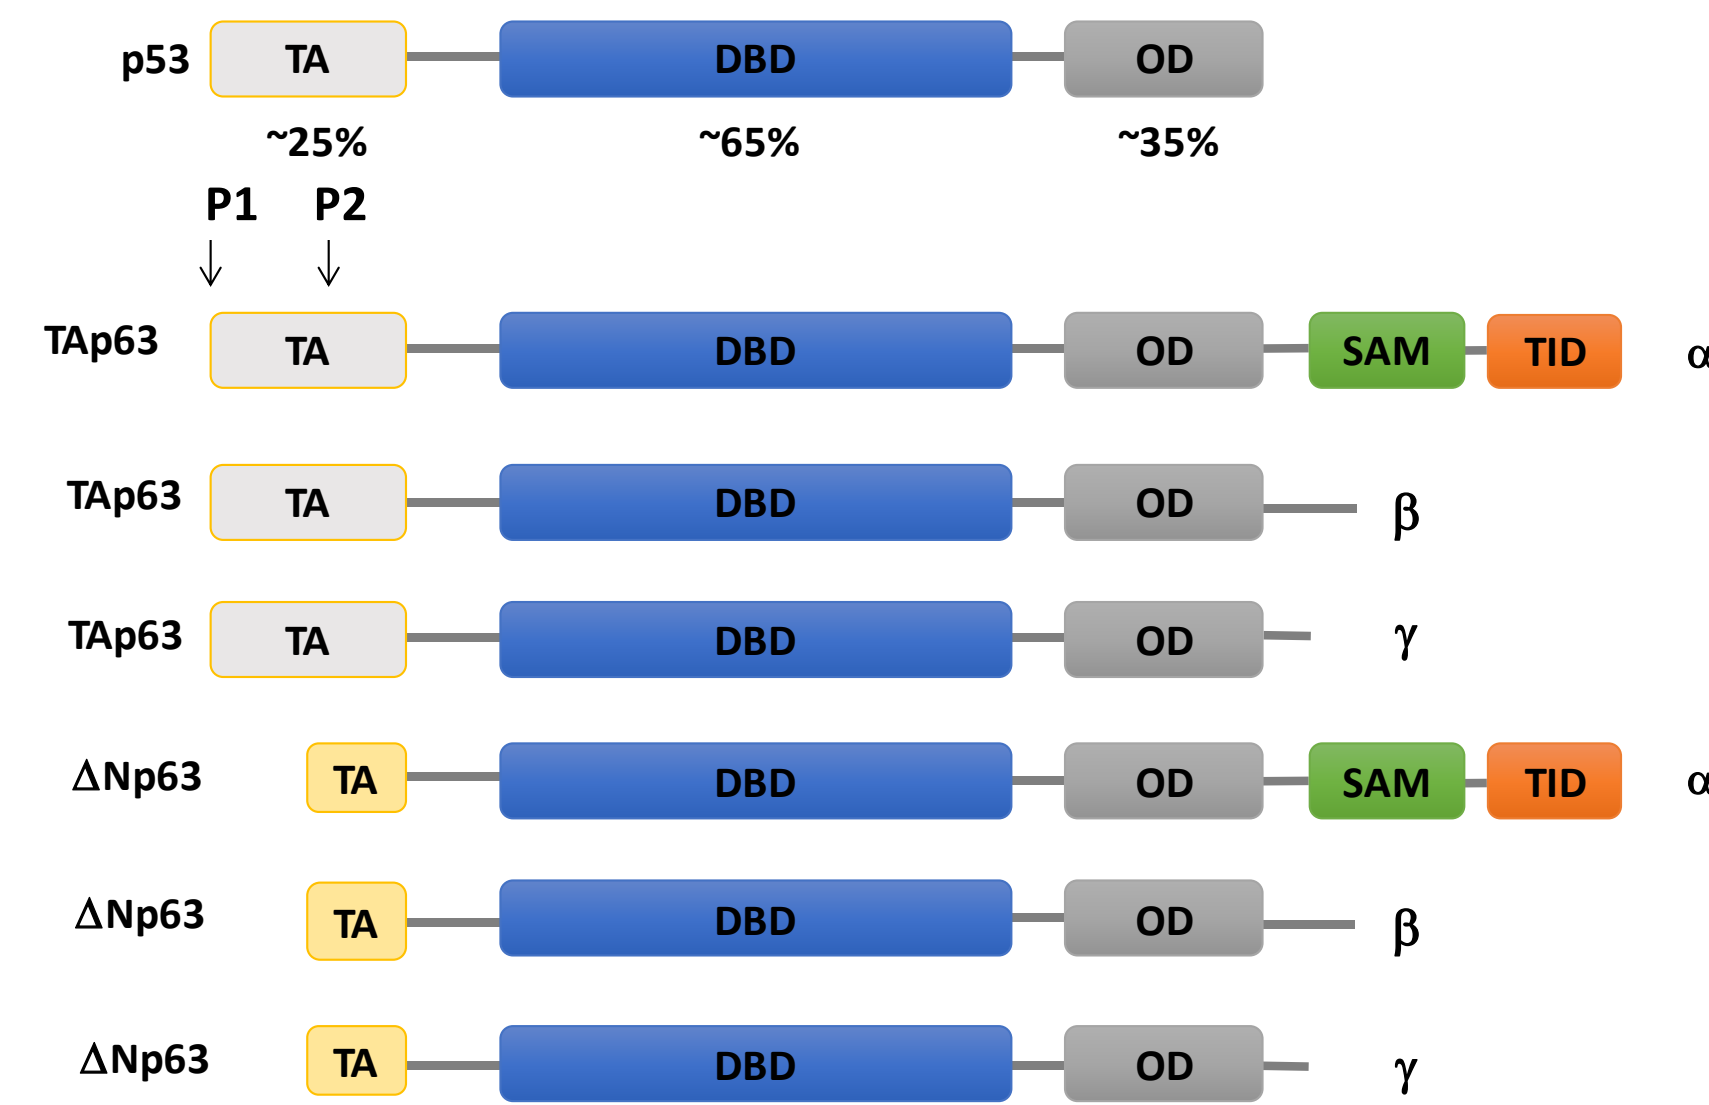 p53 TA DBD OD
~25% ~65% ~35%
P1 P2
TAp63 TA DBD OD SAM TID α
TAp63 TA DBD OD β
TAp63 TA DBD OD γ
ΔNp63 TA DBD OD SAM TID α
ΔNp63 TA DBD OD β
ΔNp63 TA DBD OD γ